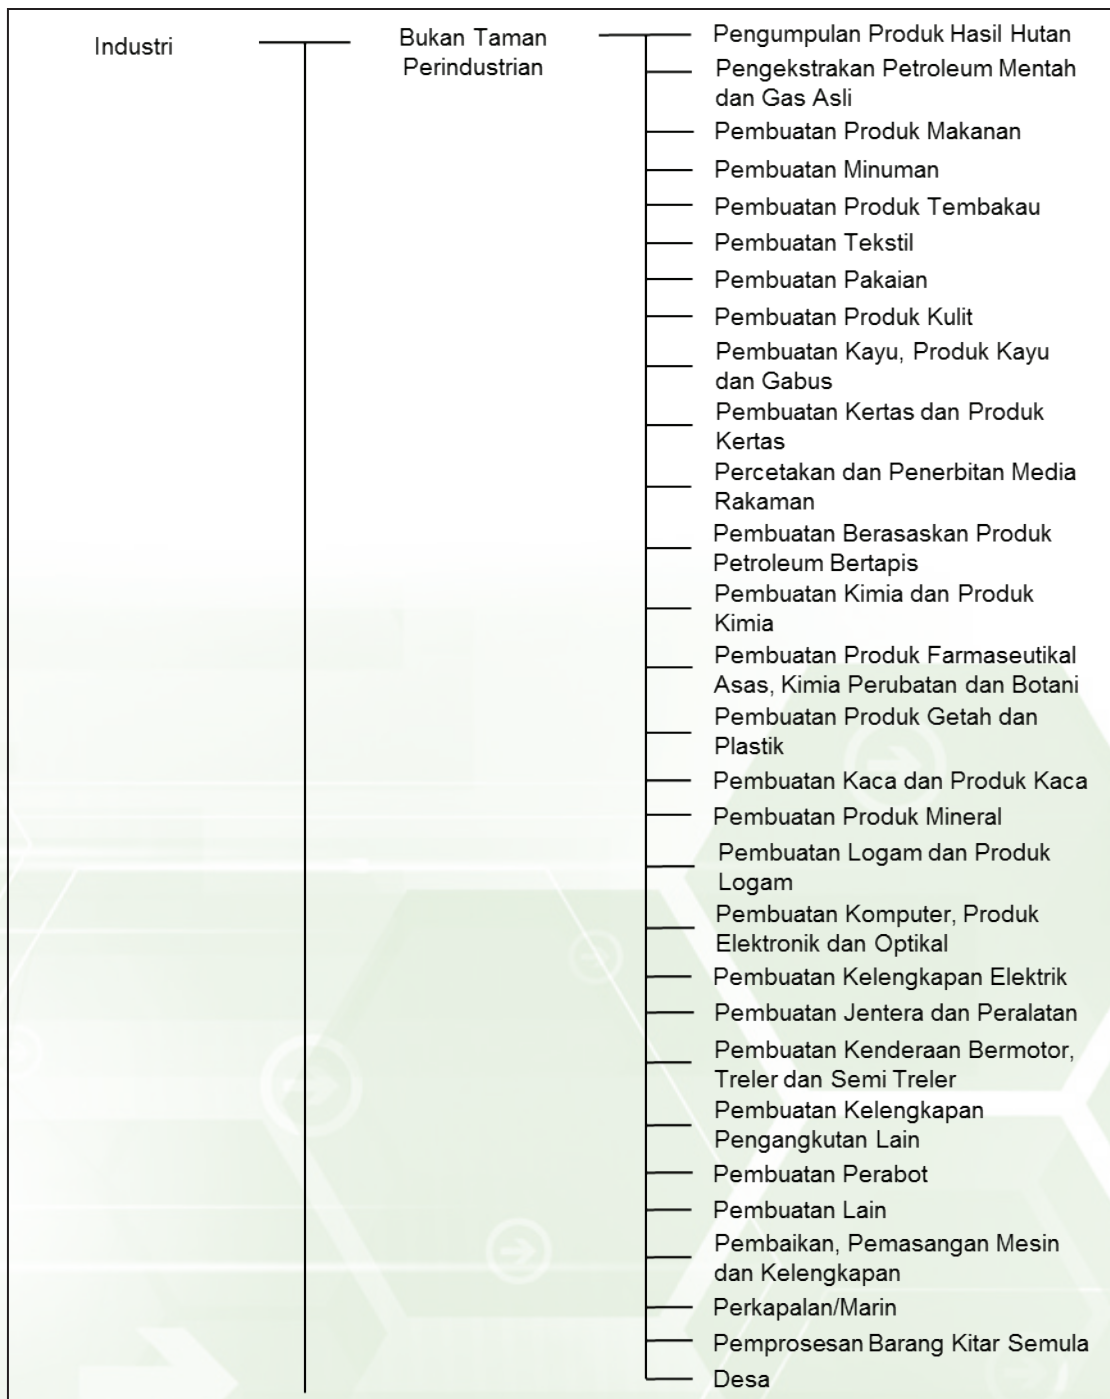 Industri
Bukan Taman
Perindustrian
Pengumpulan Produk Hasil Hutan
Pengekstrakan Petroleum Mentah
dan Gas Asli
Pembuatan Produk Makanan
Pembuatan Minuman
Pembuatan Produk Tembakau
Pembuatan Tekstil
Pembuatan Pakaian
Pembuatan Produk Kulit
Pembuatan Kayu, Produk Kayu
dan Gabus
Pembuatan Kertas dan Produk
Kertas
Percetakan dan Penerbitan Media
Rakaman
Pembuatan Berasaskan Produk
Petroleum Bertapis
Pembuatan Kimia dan Produk
Kimia
Pembuatan Produk Farmaseutikal
Asas, Kimia Perubatan dan Botani
Pembuatan Produk Getah dan
Plastik
Pembuatan Kaca dan Produk Kaca
Pembuatan Produk Mineral
Pembuatan Logam dan Produk
Logam
Pembuatan Komputer, Produk
Elektronik dan Optikal
Pembuatan Kelengkapan Elektrik
Pembuatan Jentera dan Peralatan
Pembuatan Kenderaan Bermotor,
Treler dan Semi Treler
Pembuatan Kelengkapan
Pengangkutan Lain
Pembuatan Perabot
Pembuatan Lain
Pembaikan, Pemasangan Mesin
dan Kelengkapan
Perkapalan/Marin
Pemprosesan Barang Kitar Semula
Desa